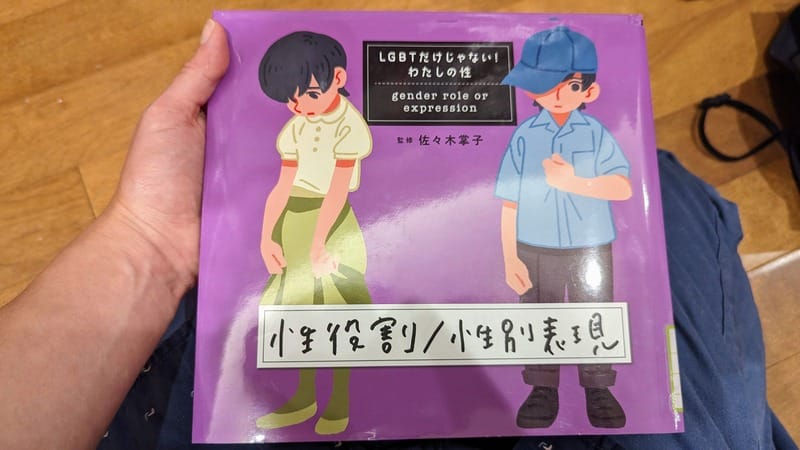 LGBTだけじゃない!
わたしの性
gender role or
expression
監修 佐々木掌子
性役割/性別表現